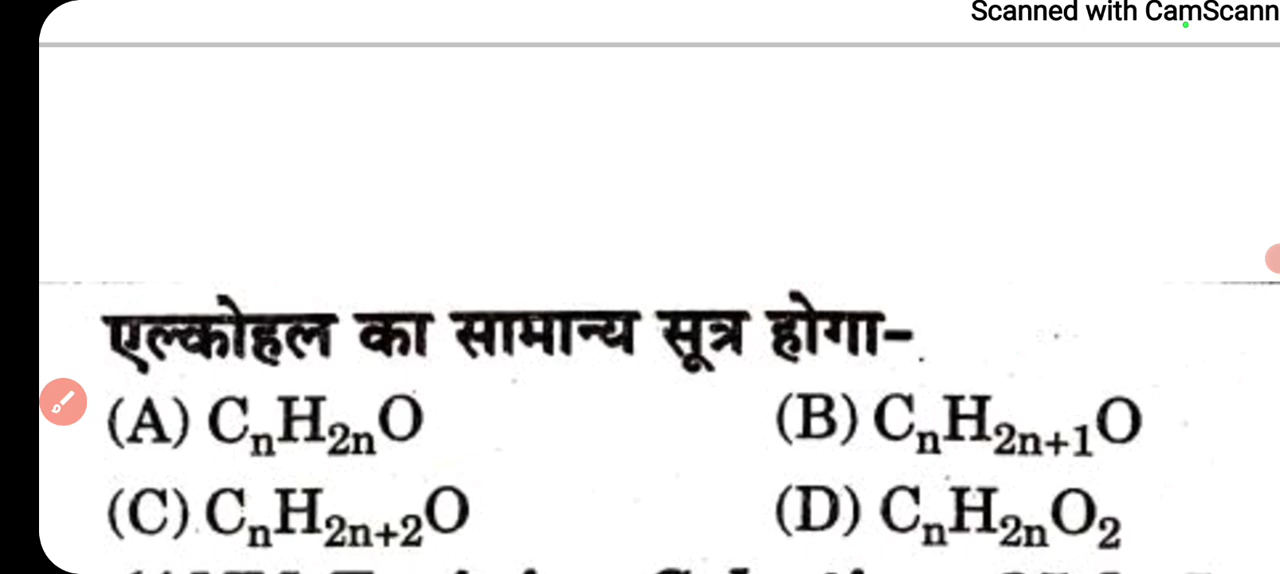 Scanned with CamScann
एल्कोहल का सामान्य सूत्र होगा-
(A) CₙH₂ₙO (B) CₙH₂ₙ₊₁O
(C) CₙH₂ₙ₊₂O (D) CₙH₂ₙO₂